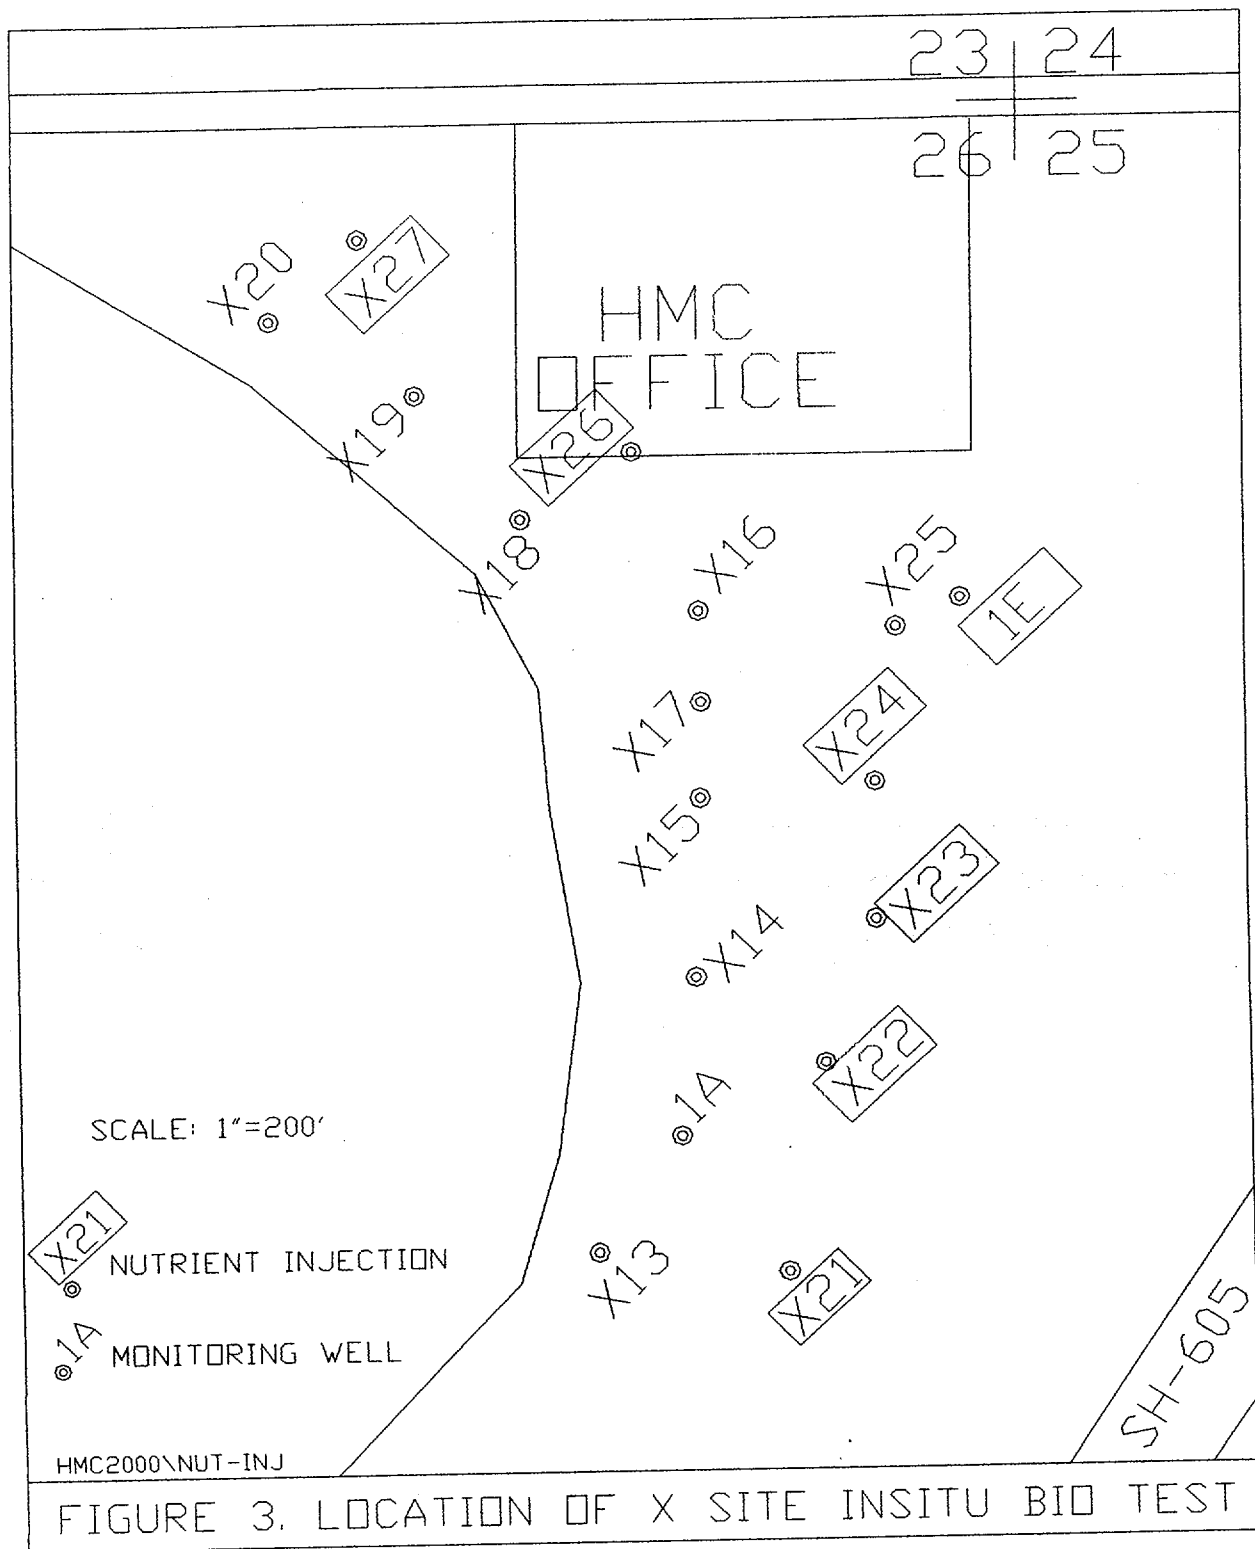 23 24
26 25
X20
X27
HMC
OFFICE
X19
X26
X18
X16
X25
1E
X17
X24
X15
X23
X14
X22
1A
SCALE: 1"=200'
X21
NUTRIENT INJECTION
X13
X21
SH-605
1A
MONITORING WELL
HMC2000\NUT-INJ
FIGURE 3. LOCATION OF X SITE INSITU BIO TEST